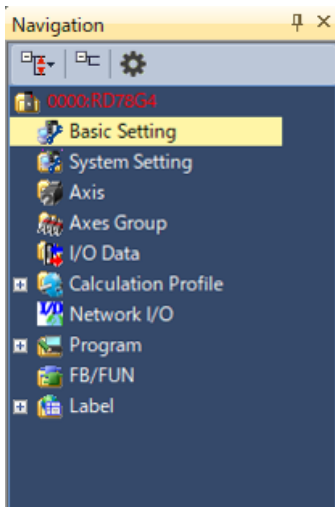 Navigation
0000:RD78G4
Basic Setting
System Setting
Axis
Axes Group
I/O Data
Calculation Profile
Network I/O
Program
FB/FUN
Label